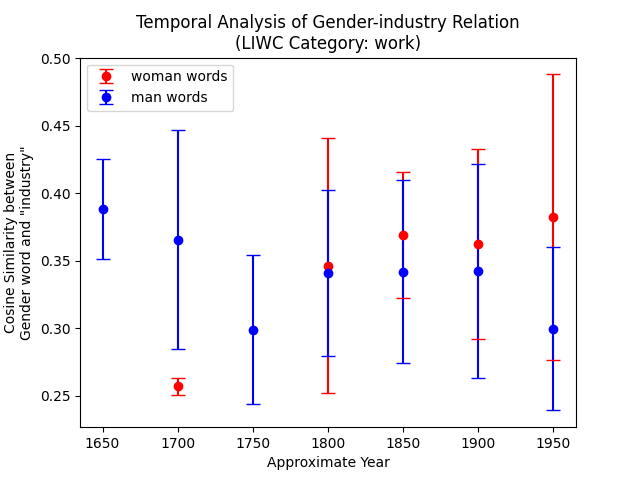 Temporal Analysis of Gender-industry Relation
(LIWC Category: work)
woman words
man words
Cosine Similarity between
Gender word and "industry"
0.50
0.45
0.40
0.35
0.30
0.25
1650 1700 1750 1800 1850 1900 1950
Approximate Year